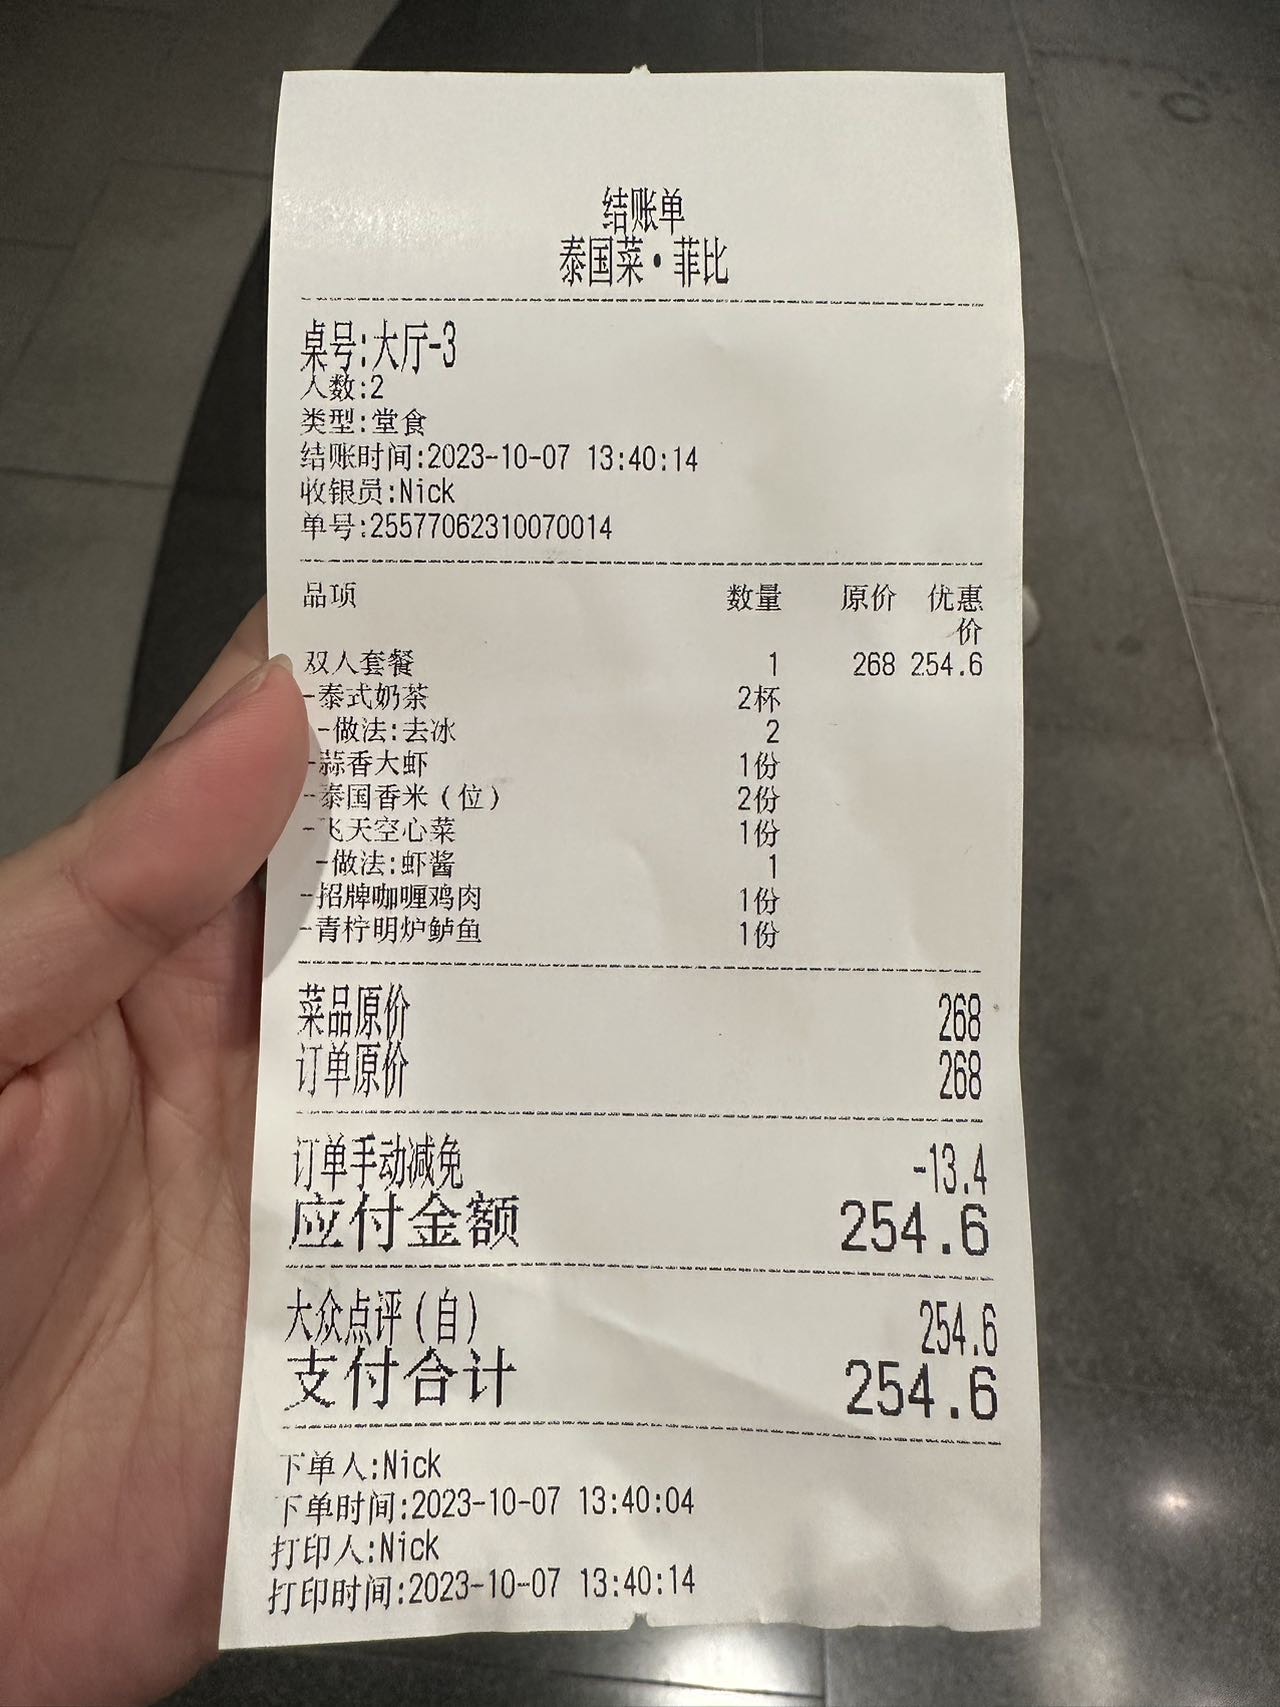 结账单
泰国菜·菲比
桌号:大厅-3
人数:2
类型:堂食
结账时间:2023-10-07 13:40:14
收银员:Nick
单号:25577062310070014
品项 数量 原价 优惠价
双人套餐 1 268 254.6
-泰式奶茶 2杯
-做法:去冰 2
-蒜香大虾 1份
-泰国香米(位) 2份
-飞天空心菜 1份
-做法:虾酱 1
-招牌咖喱鸡肉 1份
-青柠明炉鲈鱼 1份
菜品原价 268
订单原价 268
订单手动减免 -13.4
应付金额 254.6
大众点评(自) 254.6
支付合计 254.6
下单人:Nick
下单时间:2023-10-07 13:40:04
打印人:Nick
打印时间:2023-10-07 13:40:14